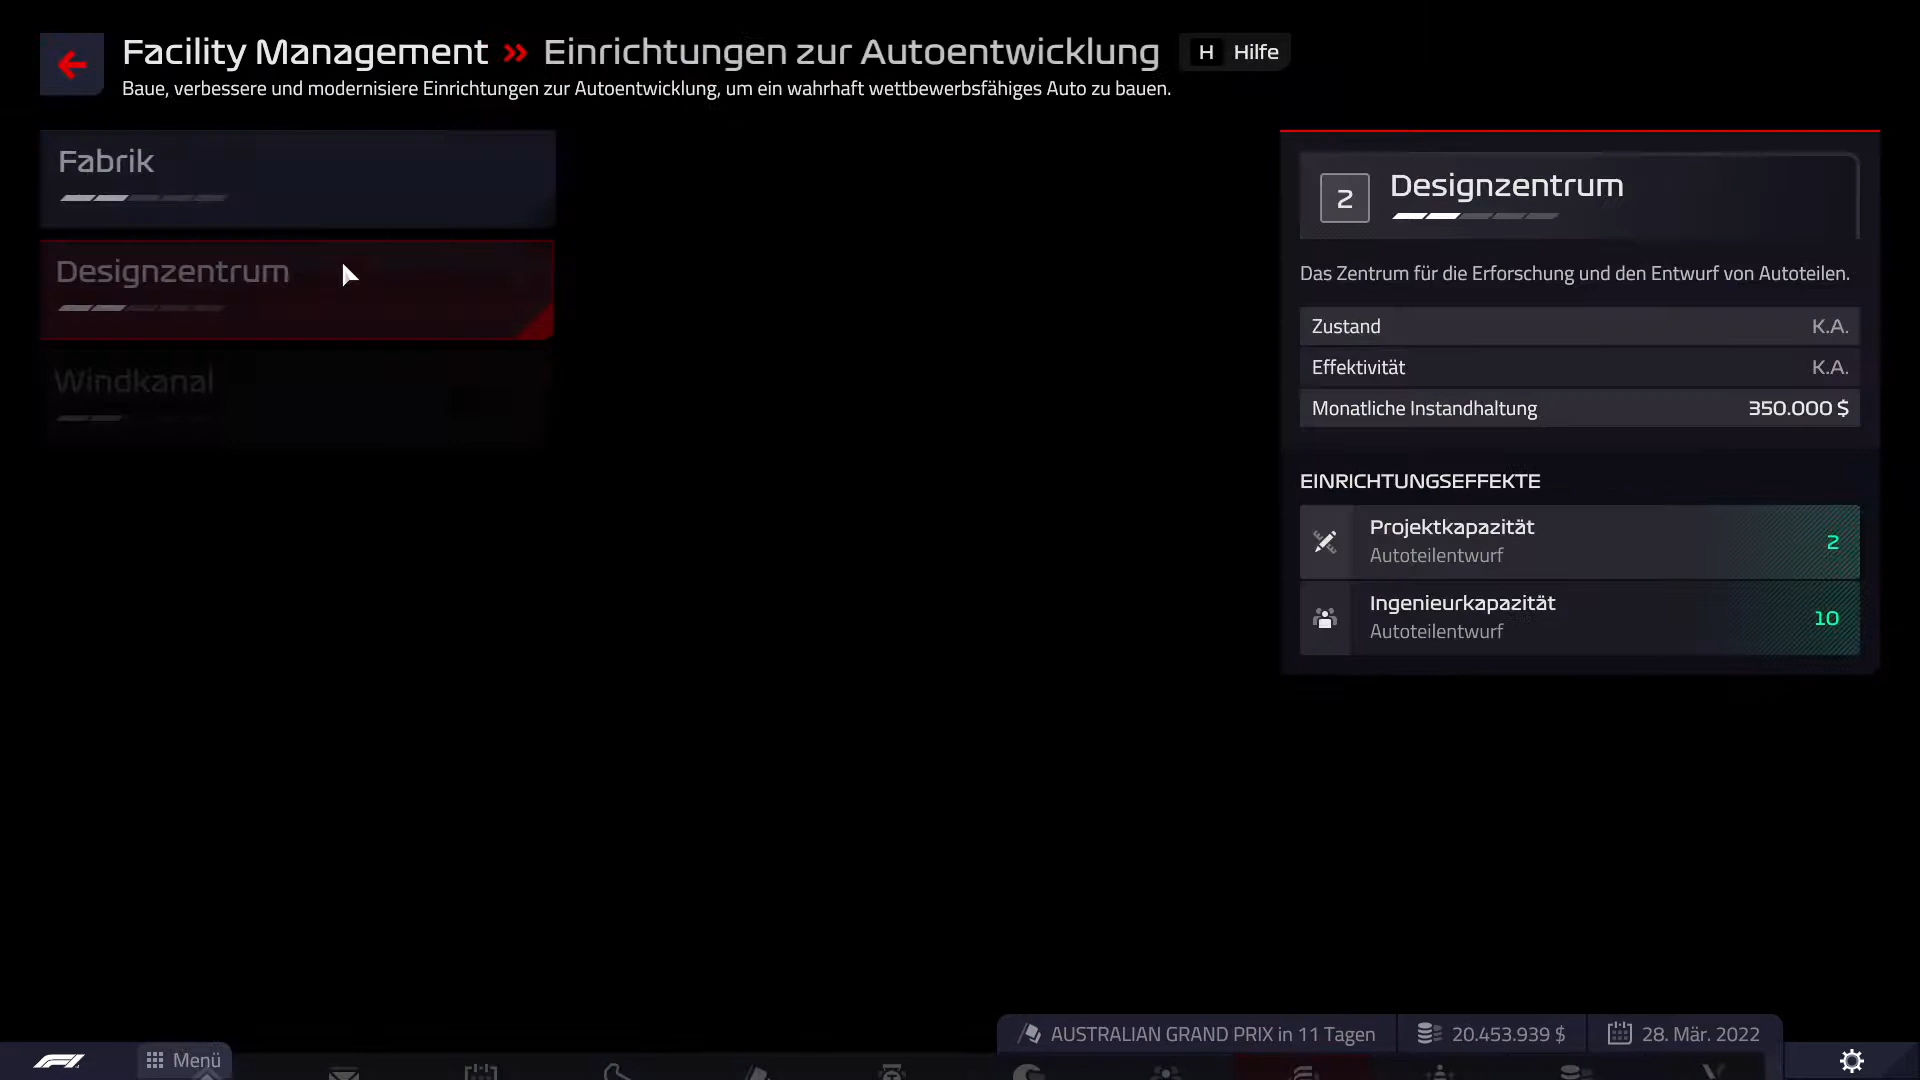 Facility Management » Einrichtungen zur Autoentwicklung H Hilfe
Baue, verbessere und modernisiere Einrichtungen zur Autoentwicklung, um ein wahrhaft wettbewerbsfähiges Auto zu bauen.
Fabrik
Designzentrum
Windkanal
2 Designzentrum
Das Zentrum für die Erforschung und den Entwurf von Autoteilen.
Zustand K.A.
Effektivität K.A.
Monatliche Instandhaltung 350.000 $
EINRICHTUNGSEFFEKTE
Projektkapazität
Autoteilentwurf
2
Ingenieurkapazität
Autoteilentwurf
10
AUSTRALIAN GRAND PRIX in 11 Tagen 20.453.939 $ 28. Mär. 2022
F1 Menü